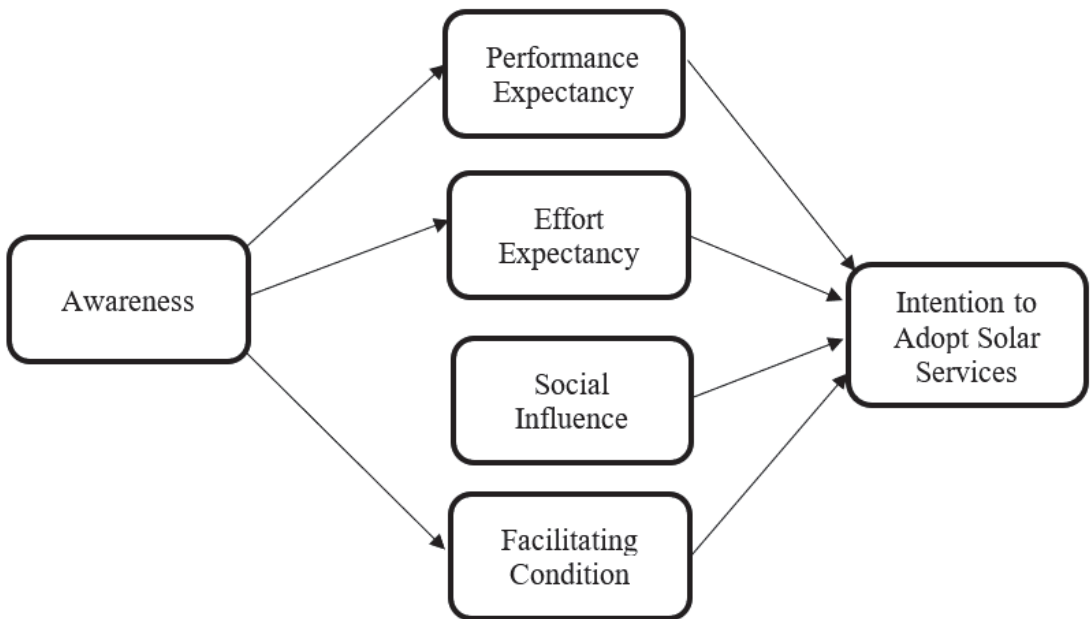 Performance
Expectancy
Effort
Expectancy
Awareness
Intention to
Adopt Solar
Services
Social
Influence
Facilitating
Condition